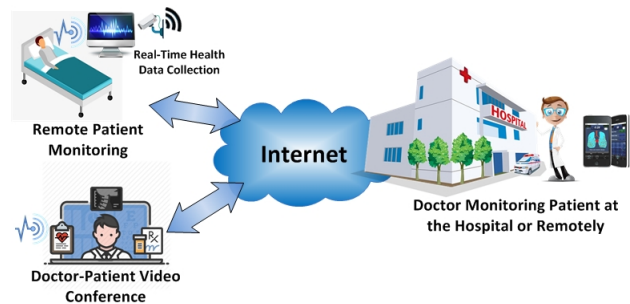 Real-Time Health
Data Collection
Remote Patient
Monitoring
Internet
HOSPITAL
Doctor Monitoring Patient at
the Hospital or Remotely
Rx
Doctor-Patient Video
Conference